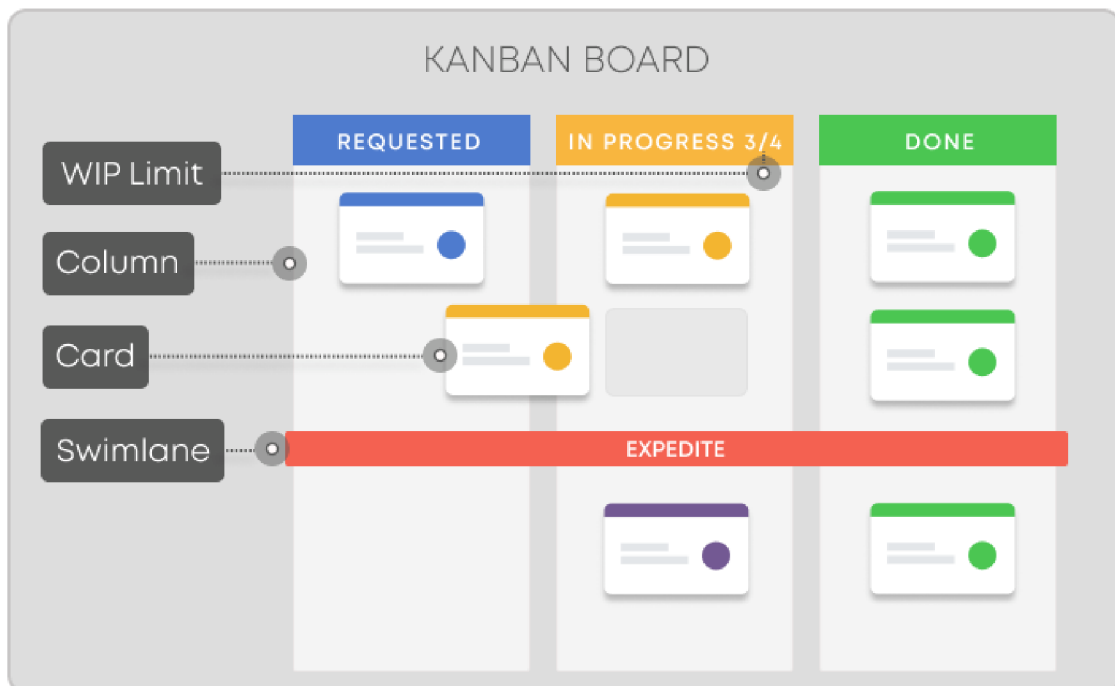 KANBAN BOARD
REQUESTED
IN PROGRESS 3/4
DONE
WIP Limit
Column
Card
Swimlane
EXPEDITE